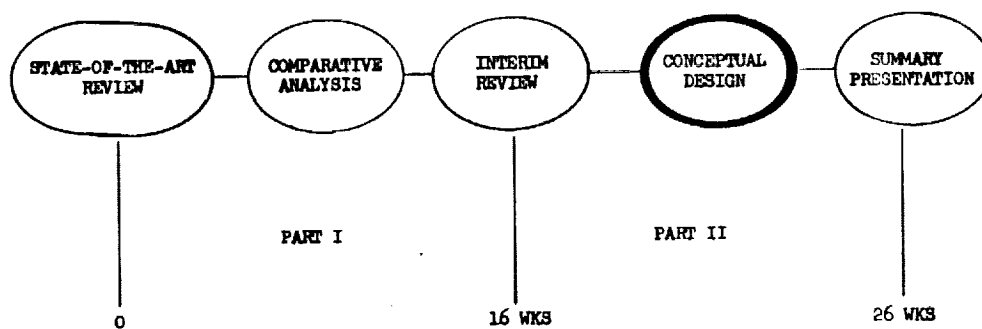 STATE-OF-THE-ART
REVIEW
COMPARATIVE
ANALYSIS
INTERIM
REVIEW
CONCEPTUAL
DESIGN
SUMMARY
PRESENTATION
PART I
PART II
0
16 WKS
26 WKS